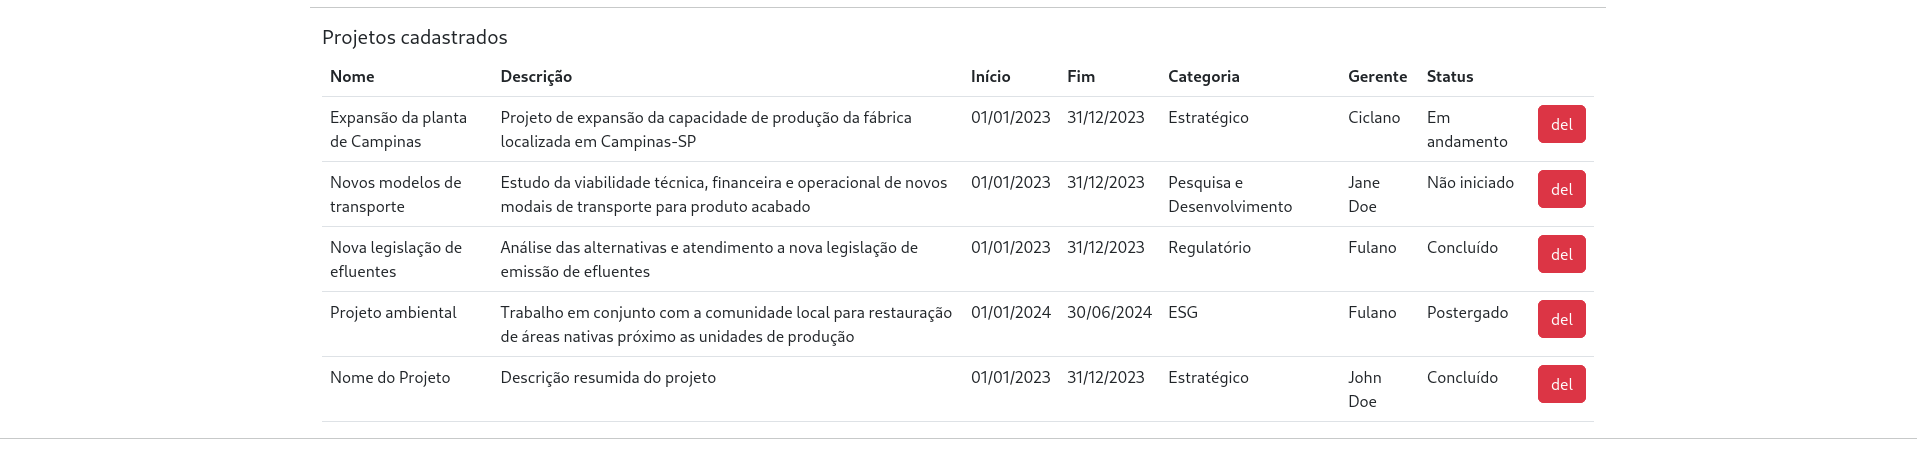 Projetos cadastrados
Nome Descrição Início Fim Categoria Gerente Status
Expansão da planta Projeto de expansão da capacidade de produção da fábrica 01/01/2023 31/12/2023 Estratégico Ciclano Em del
de Campinas localizada em Campinas-SP andamento
Novos modelos de Estudo da viabilidade técnica, financeira e operacional de novos 01/01/2023 31/12/2023 Pesquisa e Jane Não iniciado del
transporte modais de transporte para produto acabado Desenvolvimento Doe
Nova legislação de Análise das alternativas e atendimento a nova legislação de 01/01/2023 31/12/2023 Regulatório Fulano Concluído del
efluentes emissão de efluentes
Projeto ambiental Trabalho em conjunto com a comunidade local para restauração 01/01/2024 30/06/2024 ESG Fulano Postergado del
de áreas nativas próximo as unidades de produção
Nome do Projeto Descrição resumida do projeto 01/01/2023 31/12/2023 Estratégico John Concluído del
Doe